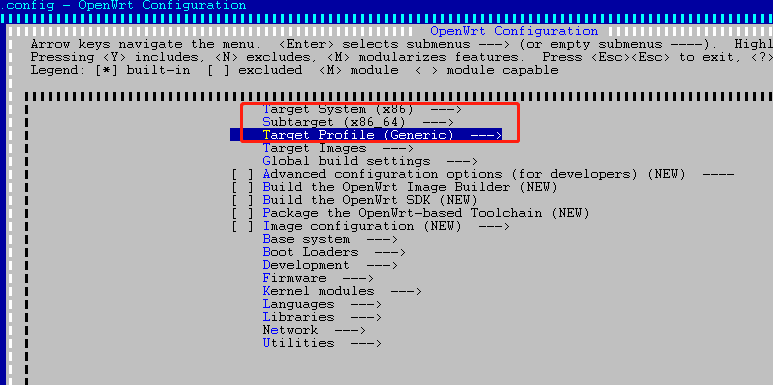 .config - OpenWrt Configuration
OpenWrt Configuration
Arrow keys navigate the menu. <Enter> selects submenus ---> (or empty submenus ----). Highl
Pressing <Y> includes, <N> excludes, <M> modularizes features. Press <Esc><Esc> to exit, <?>
Legend: [*] built-in [ ] excluded <M> module < > module capable
Target System (x86) --->
Subtarget (x86_64) --->
Target Profile (Generic) --->
Target Images --->
Global build settings --->
[ ] Advanced configuration options (for developers) (NEW) ----
[ ] Build the OpenWrt Image Builder (NEW)
[ ] Build the OpenWrt SDK (NEW)
[ ] Package the OpenWrt-based Toolchain (NEW)
[ ] Image configuration (NEW) --->
Base system --->
Boot Loaders --->
Development --->
Firmware --->
Kernel modules --->
Languages --->
Libraries --->
Network --->
Utilities --->